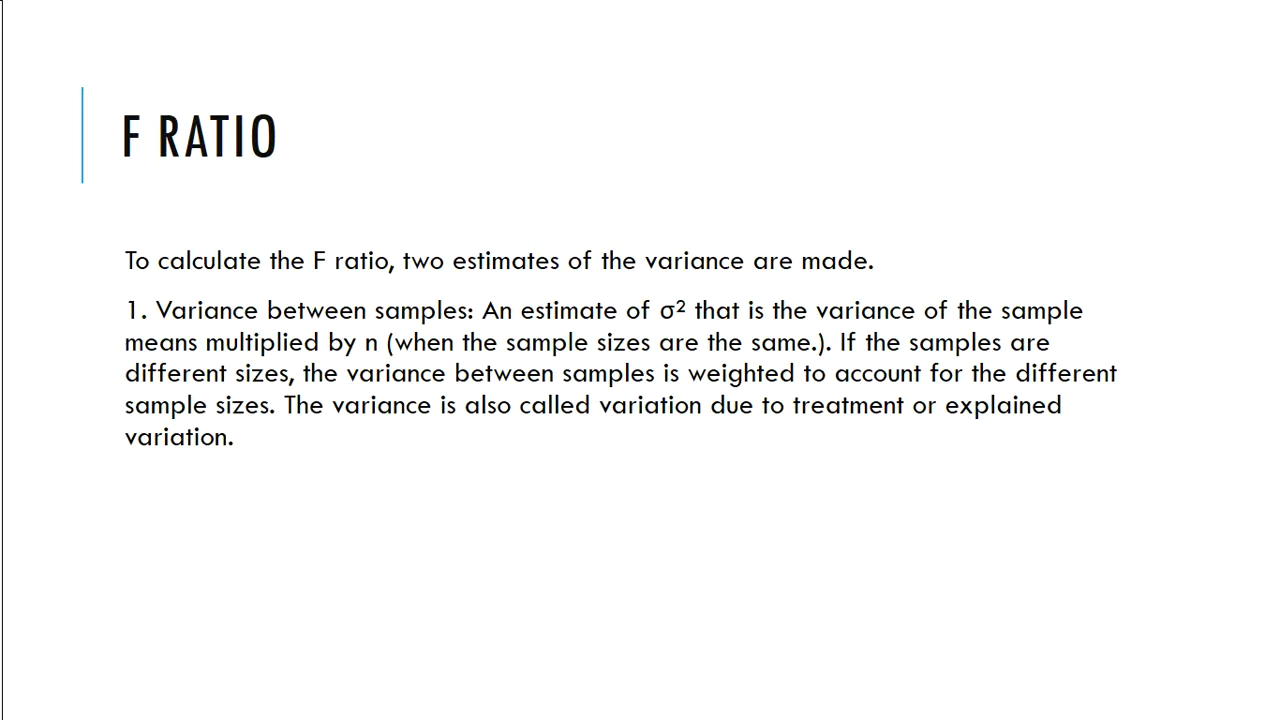 F RATIO
To calculate the F ratio, two estimates of the variance are made.
1. Variance between samples: An estimate of σ² that is the variance of the sample
means multiplied by n (when the sample sizes are the same.). If the samples are
different sizes, the variance between samples is weighted to account for the different
sample sizes. The variance is also called variation due to treatment or explained
variation.